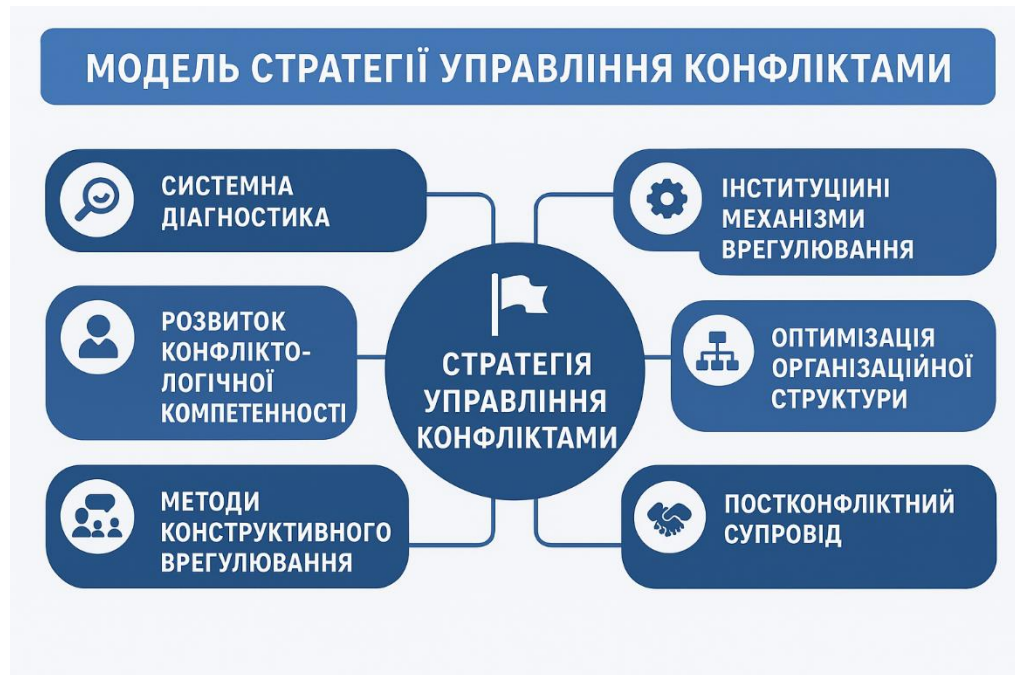 МОДЕЛЬ СТРАТЕГІЇ УПРАВЛІННЯ КОНФЛІКТАМИ
СИСТЕМНА
ДІАГНОСТИКА
РОЗВИТОК
КОНФЛІКТО-
ЛОГІЧНОЇ
КОМПЕТЕННОСТІ
МЕТОДИ
КОНСТРУКТИВНОГО
ВРЕГУЛЮВАННЯ
СТРАТЕГІЯ
УПРАВЛІННЯ
КОНФЛІКТАМИ
ІНСТИТУЦІИНІ
МЕХАНІЗМИ
ВРЕГУЛЮВАННЯ
ОПТИМІЗАЦІЯ
ОРГАНІЗАЦІЙНОЇ
СТРУКТУРИ
ПОСТКОНФЛІКТНИЙ
СУПРОВІД